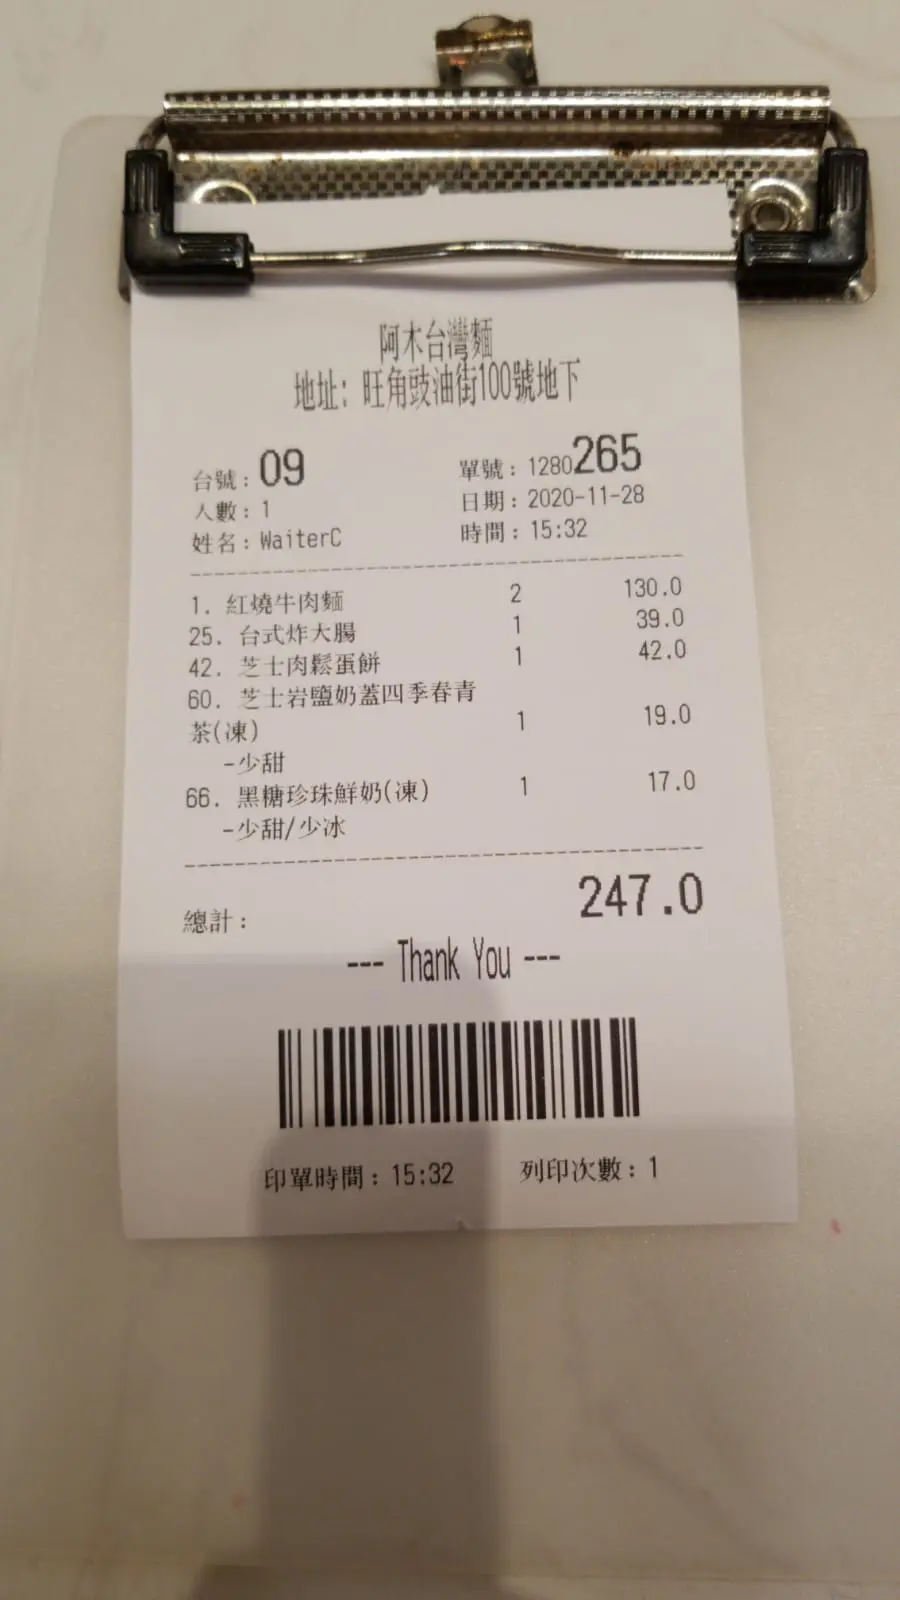 阿木台灣麵
地址: 旺角豉油街100號地下
台號: 09 單號: 1280265
人數: 1 日期: 2020-11-28
姓名: WaiterC 時間: 15:32
1. 紅燒牛肉麵 2 130.0
25. 台式炸大腸 1 39.0
42. 芝士肉鬆蛋餅 1 42.0
60. 芝士岩鹽奶蓋四季春青
茶(凍) 1 19.0
-少甜
66. 黑糖珍珠鮮奶(凍) 1 17.0
-少甜/少冰
總計: 247.0
--- Thank You ---
印單時間: 15:32 列印次數: 1